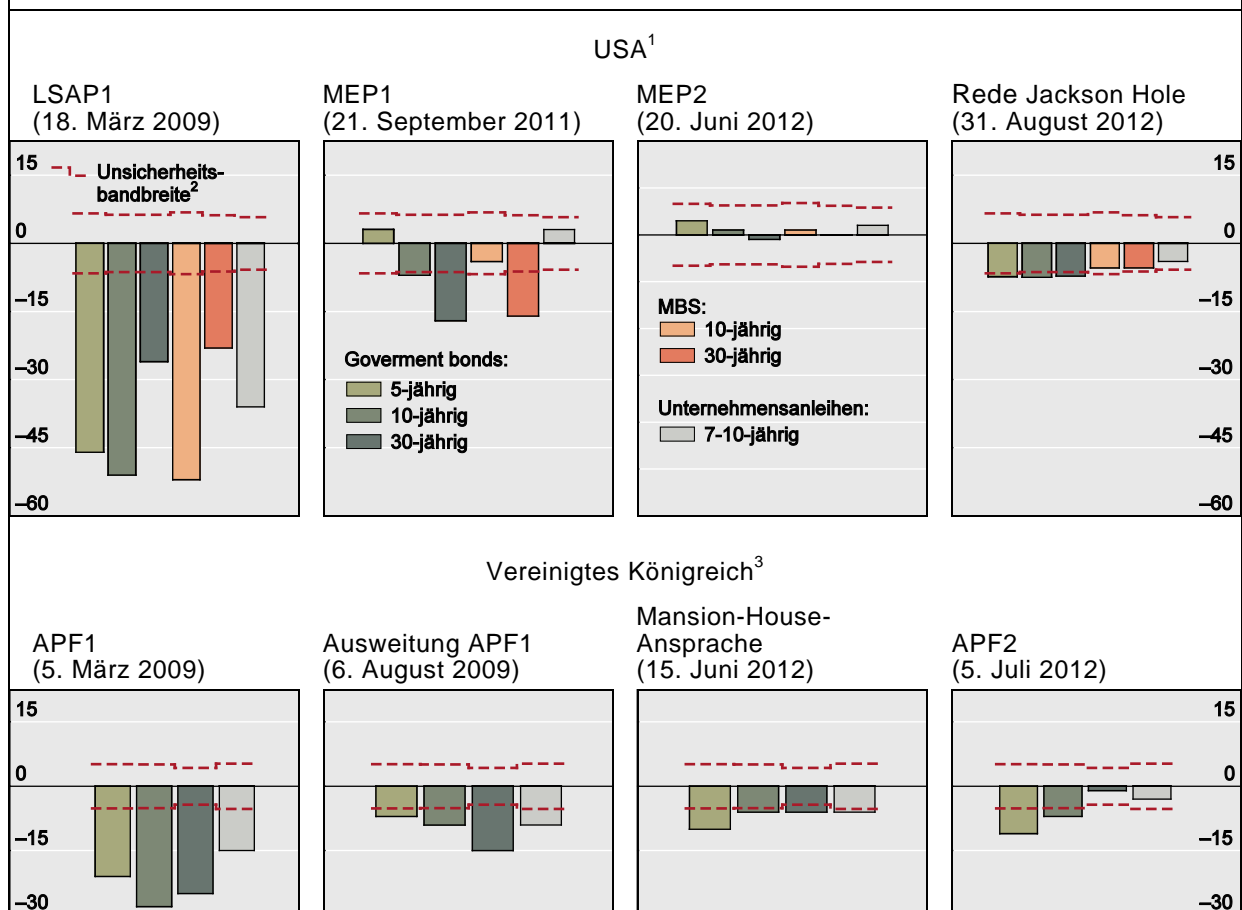 USA1
LSAP1
(18. März 2009)
MEP1
(21. September 2011)
MEP2
(20. Juni 2012)
Rede Jackson Hole
(31. August 2012)
15
0
–15
–30
–45
–60
Unsicherheits-
bandbreite2
Goverment bonds:
5-jährig
10-jährig
30-jährig
MBS:
10-jährig
30-jährig
Unternehmensanleihen:
7-10-jährig
15
0
–15
–30
–45
–60
Vereinigtes Königreich3
APF1
(5. März 2009)
Ausweitung APF1
(6. August 2009)
Mansion-House-
Ansprache
(15. Juni 2012)
APF2
(5. Juli 2012)
15
0
–15
–30
15
0
–15
–30